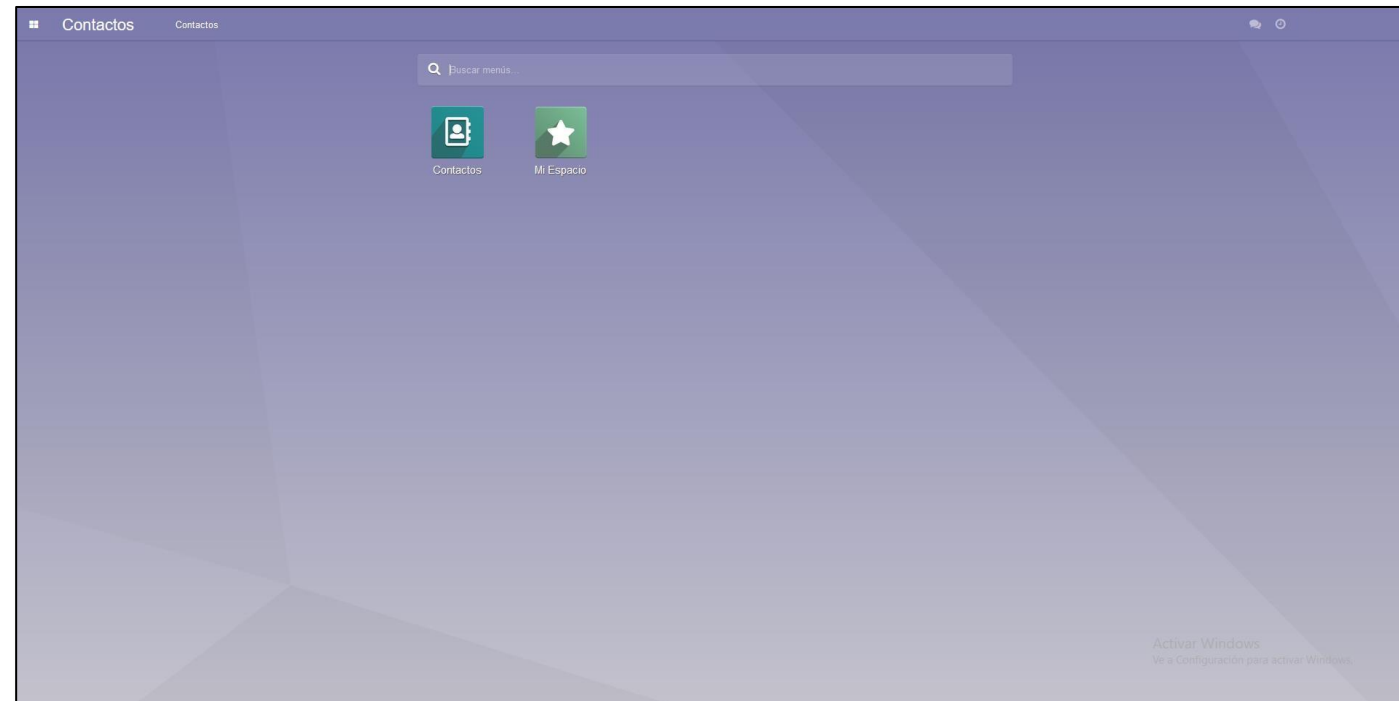 Contactos Contactos
Buscar menús...
Contactos Mi Espacio
Activar Windows
Ve a Configuración para activar Windows.